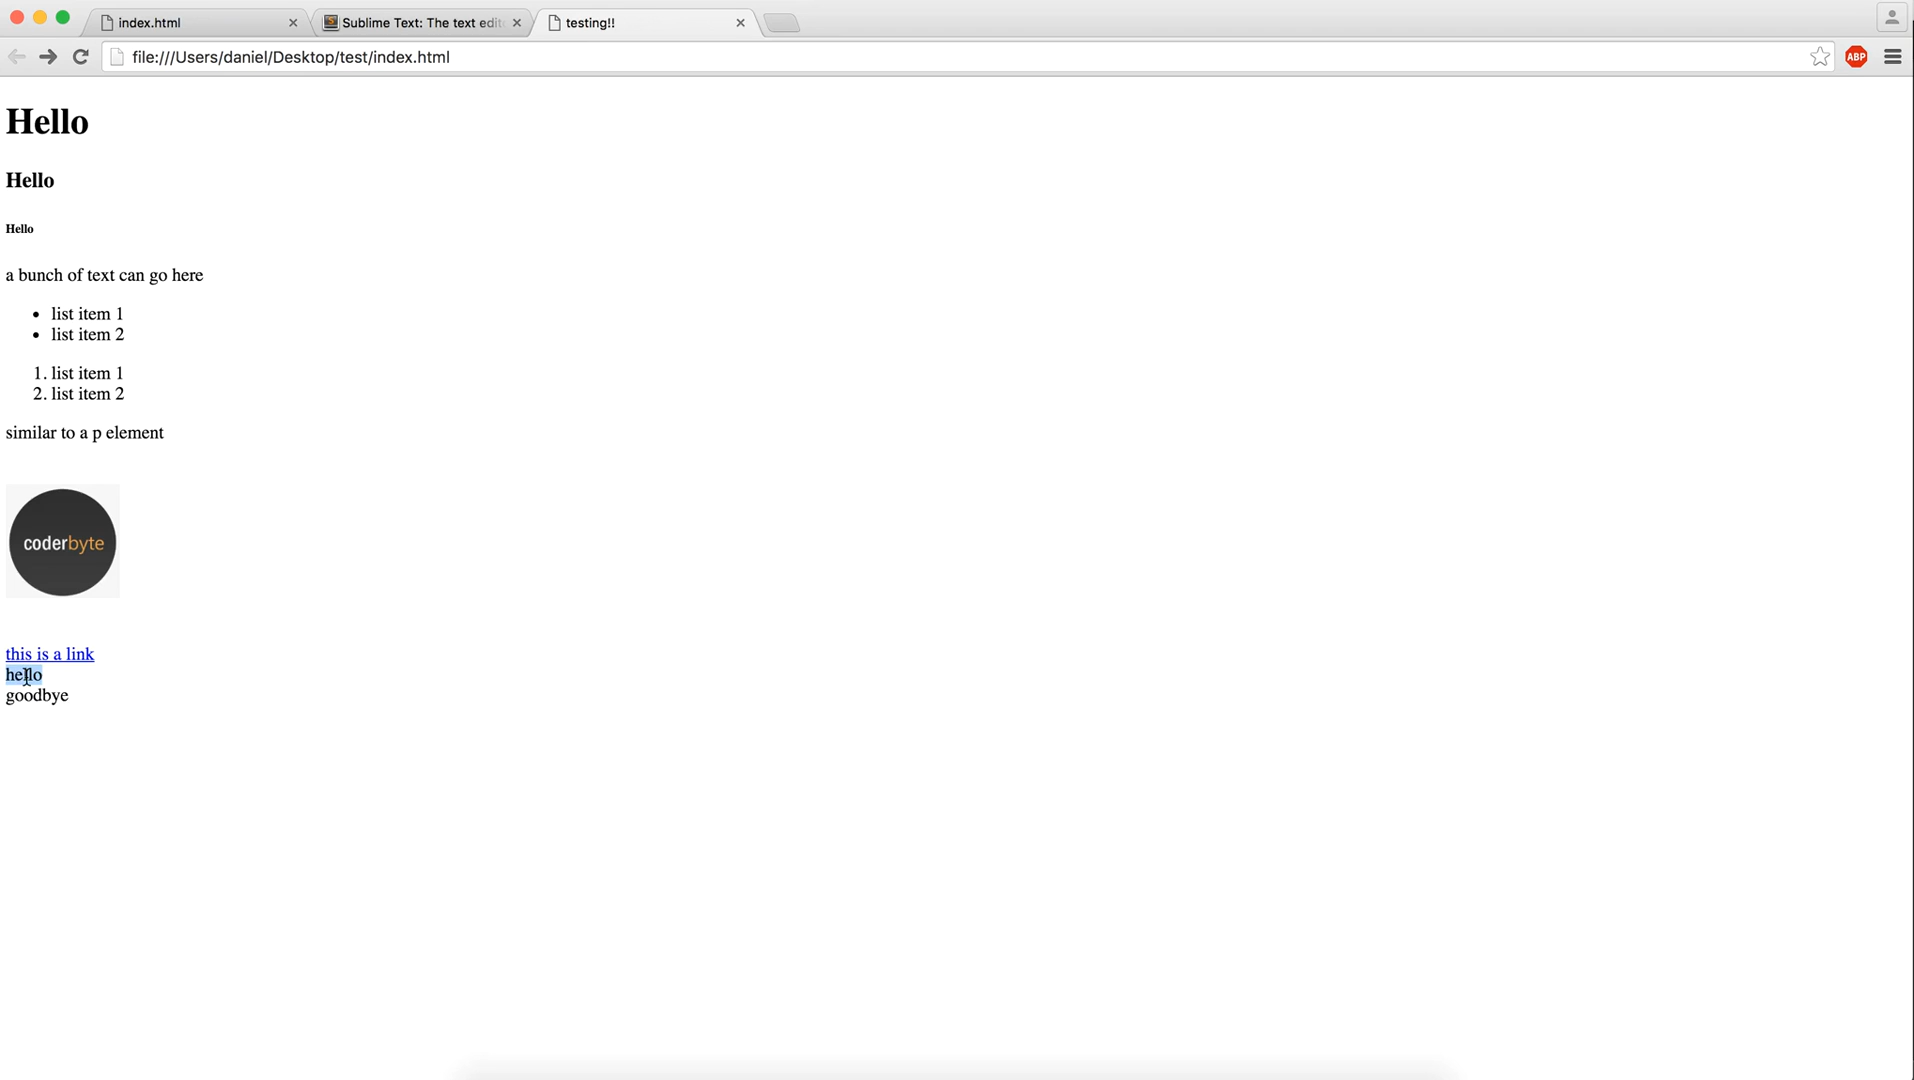 index.html
Sublime Text: The text edit
testing!!
file:///Users/daniel/Desktop/test/index.html
ABP
Hello
Hello
Hello
a bunch of text can go here
• list item 1
• list item 2
1. list item 1
2. list item 2
similar to a p element
coderbyte
this is a link
hello
goodbye